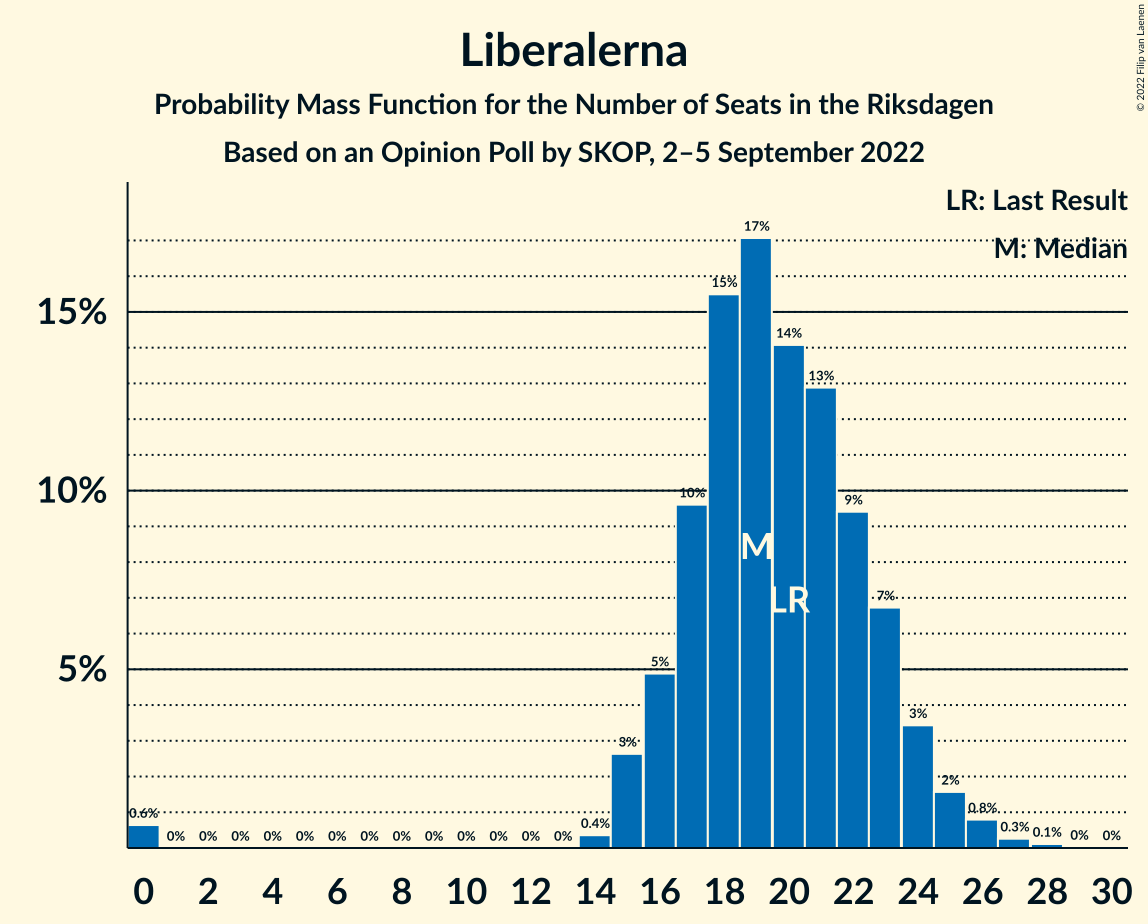 © 2022 Filip van Laenen
Liberalerna
Probability Mass Function for the Number of Seats in the Riksdagen
Based on an Opinion Poll by SKOP, 2–5 September 2022
LR: Last Result
M: Median
15%
10%
5%
0.6% 0% 0% 0% 0% 0% 0% 0% 0% 0% 0% 0% 0% 0% 0.4% 3% 5% 10% 15% 17% 14% 13% 9% 7% 3% 2% 0.8% 0.3% 0.1% 0% 0%
M
LR
0 2 4 6 8 10 12 14 16 18 20 22 24 26 28 30